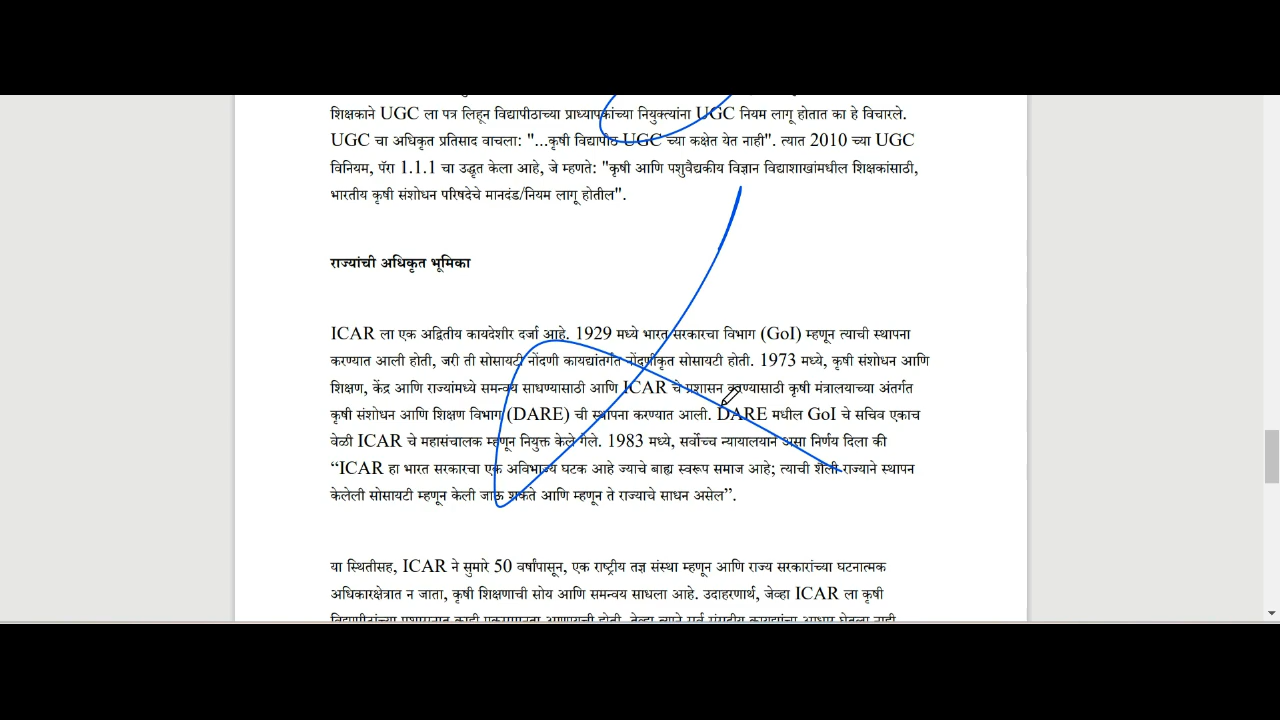 शिक्षकाने UGC ला पत्र लिहून विद्यापीठाच्या प्राध्यापकांच्या नियुक्त्यांना UGC नियम लागू होतात का हे विचारले.
UGC चा अधिकृत प्रतिसाद वाचला: "...कृषी विद्यापीठ UGC च्या कक्षेत येत नाही". त्यात 2010 च्या UGC
विनियम, पॅरा 1.1.1 चा उद्धृत केला आहे, जे म्हणते: "कृषी आणि पशुवैद्यकीय विज्ञान विद्याशाखांमधील शिक्षकांसाठी,
भारतीय कृषी संशोधन परिषदेचे मानदंड/नियम लागू होतील".
राज्यांची अधिकृत भूमिका
ICAR ला एक अद्वितीय कायदेशीर दर्जा आहे. 1929 मध्ये भारत सरकारचा विभाग (GoI) म्हणून त्याची स्थापना
करण्यात आली होती, जरी ती सोसायटी नोंदणी कायद्यांतर्गत नोंदणीकृत सोसायटी होती. 1973 मध्ये, कृषी संशोधन आणि
शिक्षण, केंद्र आणि राज्यांमध्ये समन्वय साधण्यासाठी आणि ICAR चे प्रशासन करण्यासाठी कृषी मंत्रालयाच्या अंतर्गत
कृषी संशोधन आणि शिक्षण विभाग (DARE) ची स्थापना करण्यात आली. DARE मधील GoI चे सचिव एकाच
वेळी ICAR चे महासंचालक म्हणून नियुक्त केले गेले. 1983 मध्ये, सर्वोच्च न्यायालयाने असा निर्णय दिला की
“ICAR हा भारत सरकारचा एक अविभाज्य घटक आहे ज्याचे बाह्य स्वरूप समाज आहे; त्याची शैली राज्याने स्थापन
केलेली सोसायटी म्हणून केली जाऊ शकते आणि म्हणून ते राज्याचे साधन असेल”.
या स्थितीसह, ICAR ने सुमारे 50 वर्षांपासून, एक राष्ट्रीय तज्ञ संस्था म्हणून आणि राज्य सरकारांच्या घटनात्मक
अधिकारक्षेत्रात न जाता, कृषी शिक्षणाची सोय आणि समन्वय साधला आहे. उदाहरणार्थ, जेव्हा ICAR ला कृषी